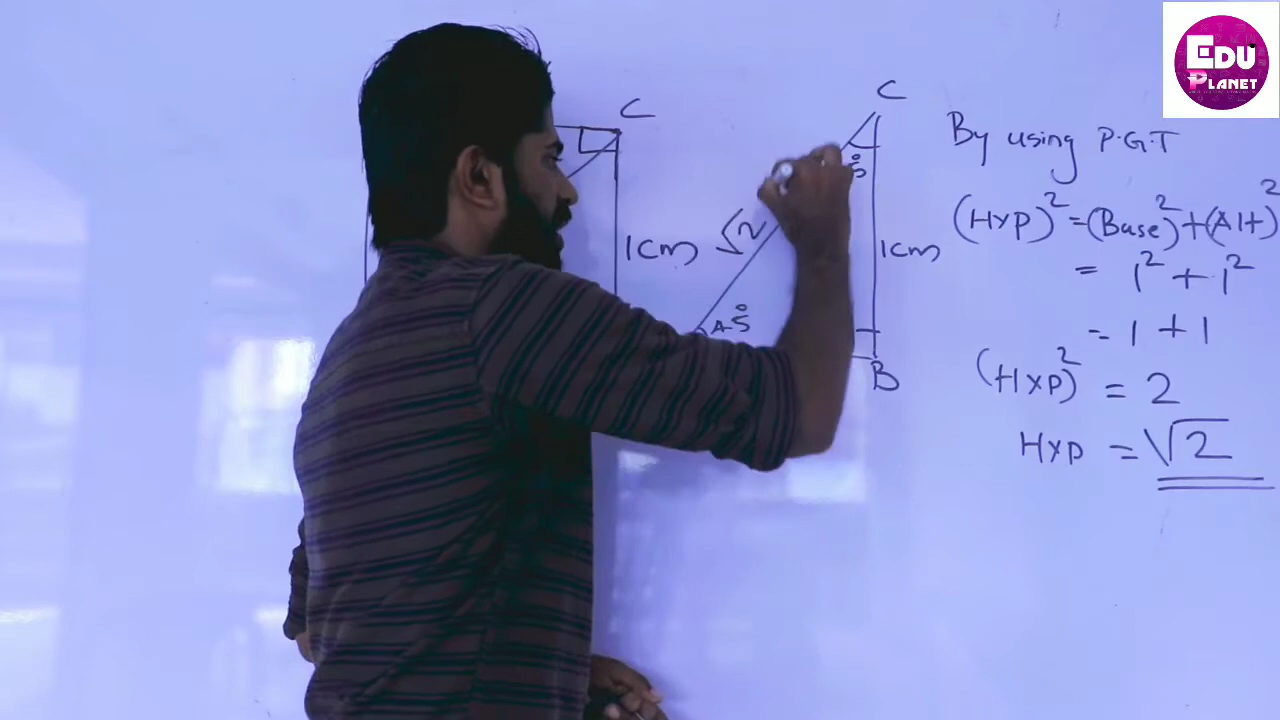 EDU
PLANET
C
1cm
C
√2
1cm
45°
B
By using P.G.T
(Hyp)² = (Base)² + (Alt)²
= 1² + 1²
= 1 + 1
(Hyp)² = 2
Hyp = √2